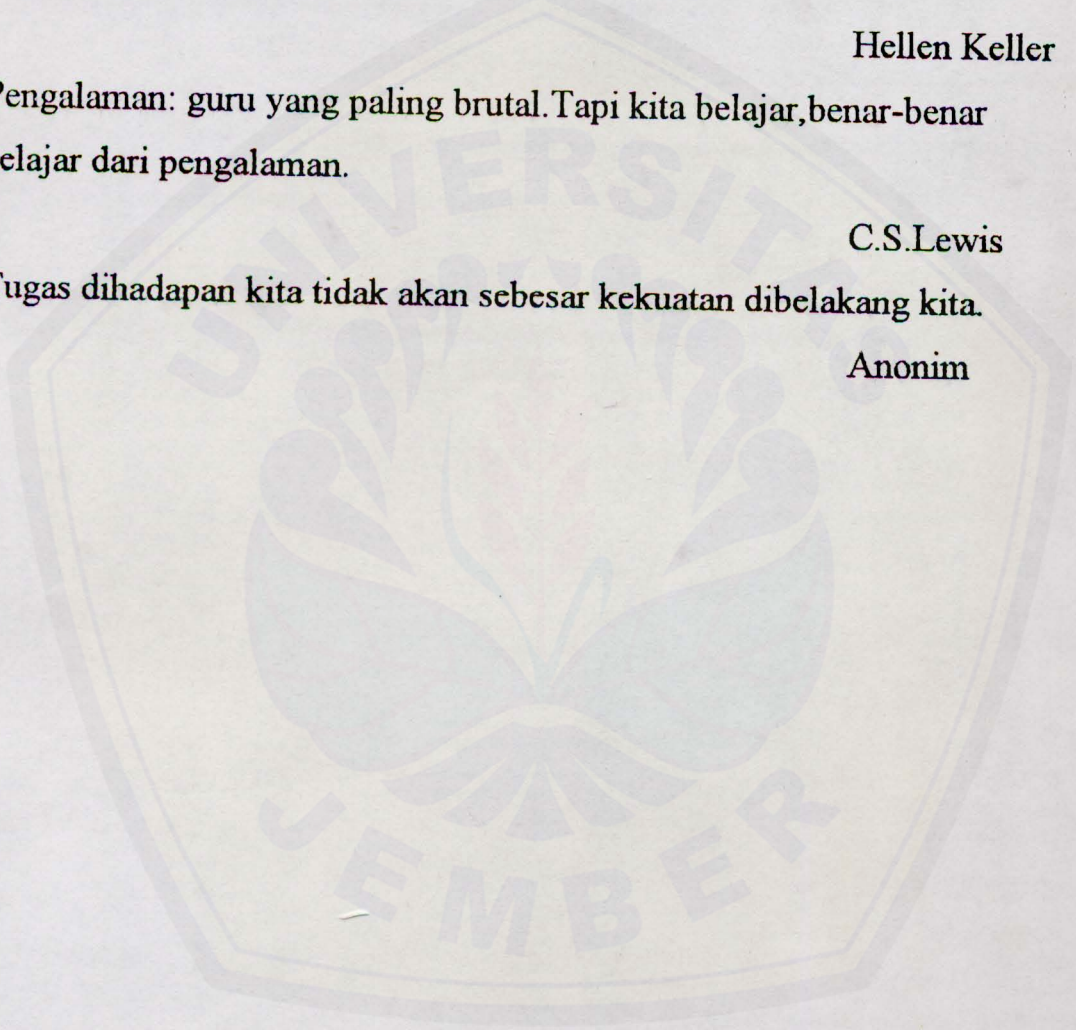 Hellen Keller
Pengalaman: guru yang paling brutal.Tapi kita belajar,benar-benar
elajar dari pengalaman.
C.S.Lewis
Tugas dihadapan kita tidak akan sebesar kekuatan dibelakang kita.
Anonim
UNIVERSITAS
JEMBER